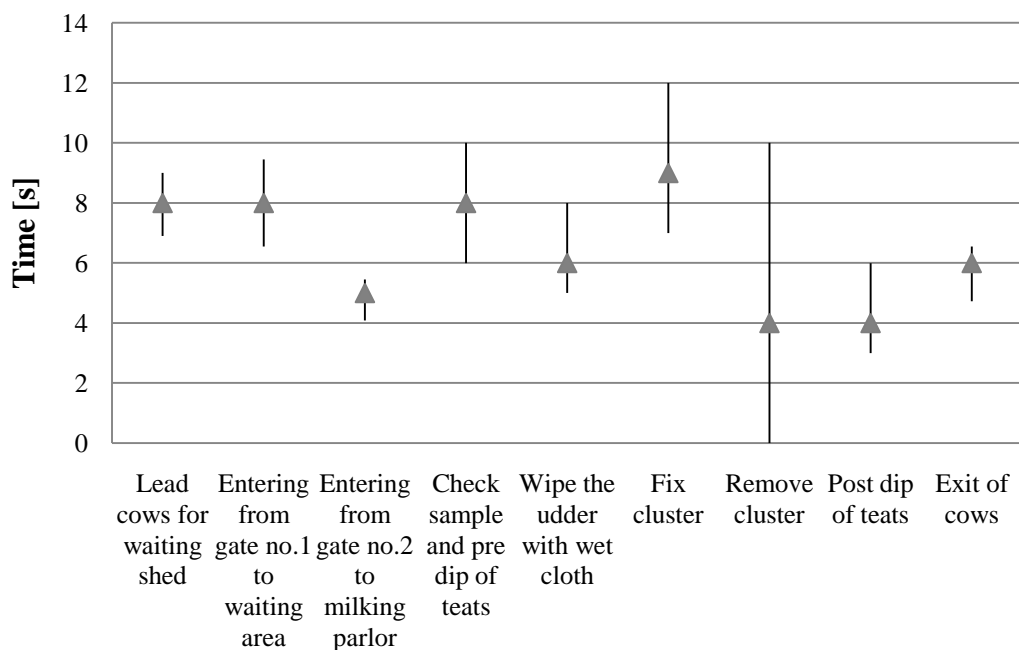 14
12
10
8
6
4
2
0
Time [s]
Lead
cows for
waiting
shed
Entering
from
gate no.1
to
waiting
area
Entering
from
gate no.2
to
milking
parlor
Check
sample
and pre
dip of
teats
Wipe the
udder
with wet
cloth
Fix
cluster
Remove
cluster
Post dip
of teats
Exit of
cows